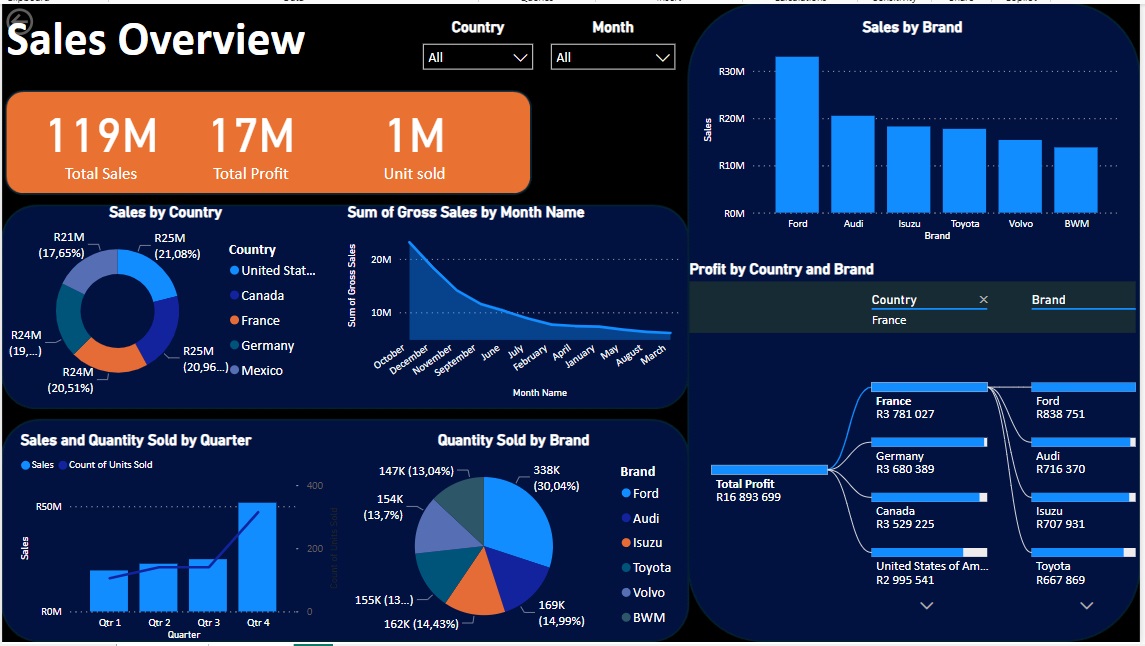 Sales Overview
Country
Month
All
All
119M
17M
1M
Total Sales
Total Profit
Unit sold
Sales by Country
R21M
(17,65%)
R25M
(21,08%)
R24M
(19,...)
R24M
(20,51%)
R25M
(20,96...)
Country
United Stat...
Canada
France
Germany
Mexico
Sum of Gross Sales by Month Name
Sum of Gross Sales
20M
10M
October
December
November
September
June
July
February
April
January
May
August
March
Month Name
Sales and Quantity Sold by Quarter
Sales
Count of Units Sold
Sales
R50M
R0M
400
200
0
Count of Units Sold
Qtr 1
Qtr 2
Qtr 3
Qtr 4
Quarter
Quantity Sold by Brand
147K (13,04%)
338K
(30,04%)
154K
(13,7%)
155K (13...)
162K (14,43%)
169K
(14,99%)
Brand
Ford
Audi
Isuzu
Toyota
Volvo
BWM
Sales by Brand
Sales
R30M
R20M
R10M
R0M
Ford
Audi
Isuzu
Toyota
Volvo
BWM
Brand
Profit by Country and Brand
Country
Brand
France
Total Profit
R16 893 699
France
R3 781 027
Germany
R3 680 389
Canada
R3 529 225
United States of Am...
R2 995 541
Ford
R838 751
Audi
R716 370
Isuzu
R707 931
Toyota
R667 869